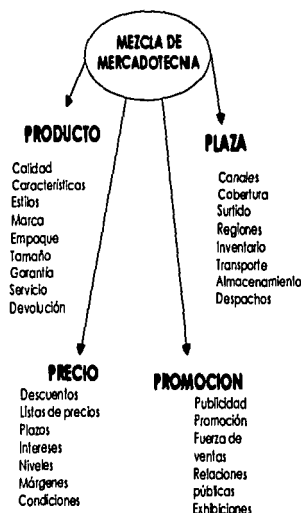 MEZCLA DE
MERCADOTECNIA
PRODUCTO
Calidad
Características
Estilos
Marca
Empaque
Tamaño
Garantía
Servicio
Devolución
PLAZA
Canales
Cobertura
Surtido
Regiones
Inventario
Transporte
Almacenamiento
Despachos
PRECIO
Descuentos
Listas de precios
Plazos
Intereses
Niveles
Márgenes
Condiciones
PROMOCION
Publicidad
Promoción
Fuerza de
ventas
Relaciones
públicas
Exhibiciones